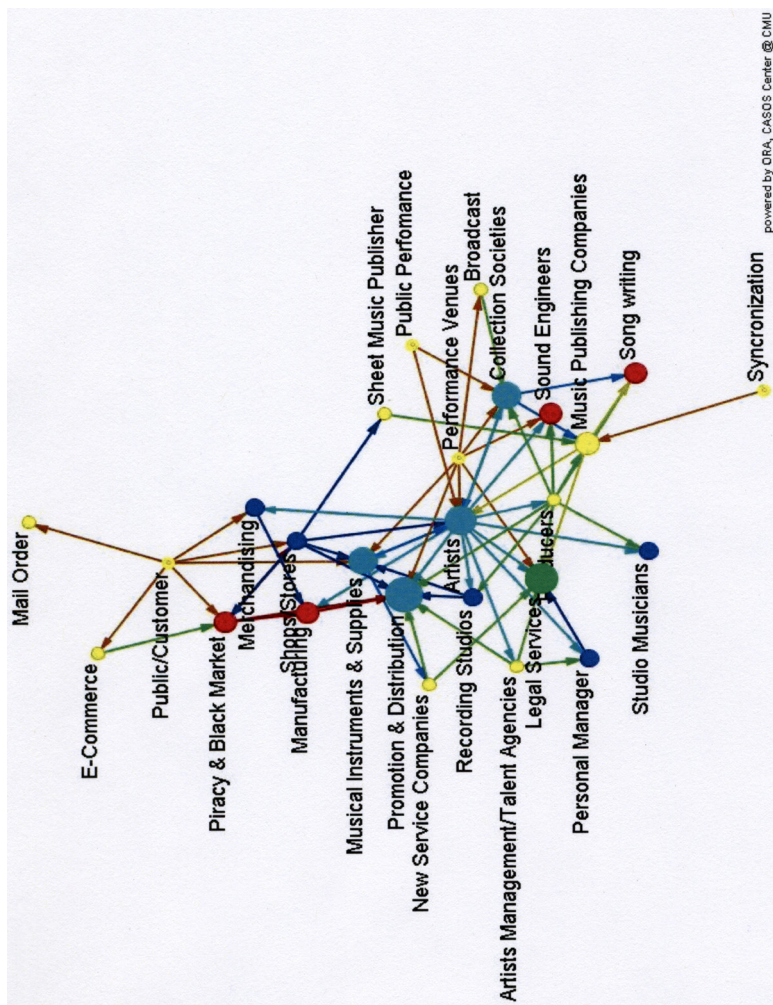 Mail Order
E-Commerce
Public/Customer
Piracy & Black Market
Merchandising
Manufacturing
Shops/Stores
Sheet Music Publisher
Musical Instruments & Supplies
Public Perfomance
Promotion & Distribution
New Service Companies
Artists
Performance Venues
Recording Studios
Broadcast
Collection Societies
Artists Management/Talent Agencies
Legal Services
Sound Engineers
Personal Manager
Music Publishing Companies
Studio Musicians
Song writing
Syncronization
powered by ORA, CASOS Center @ CMU